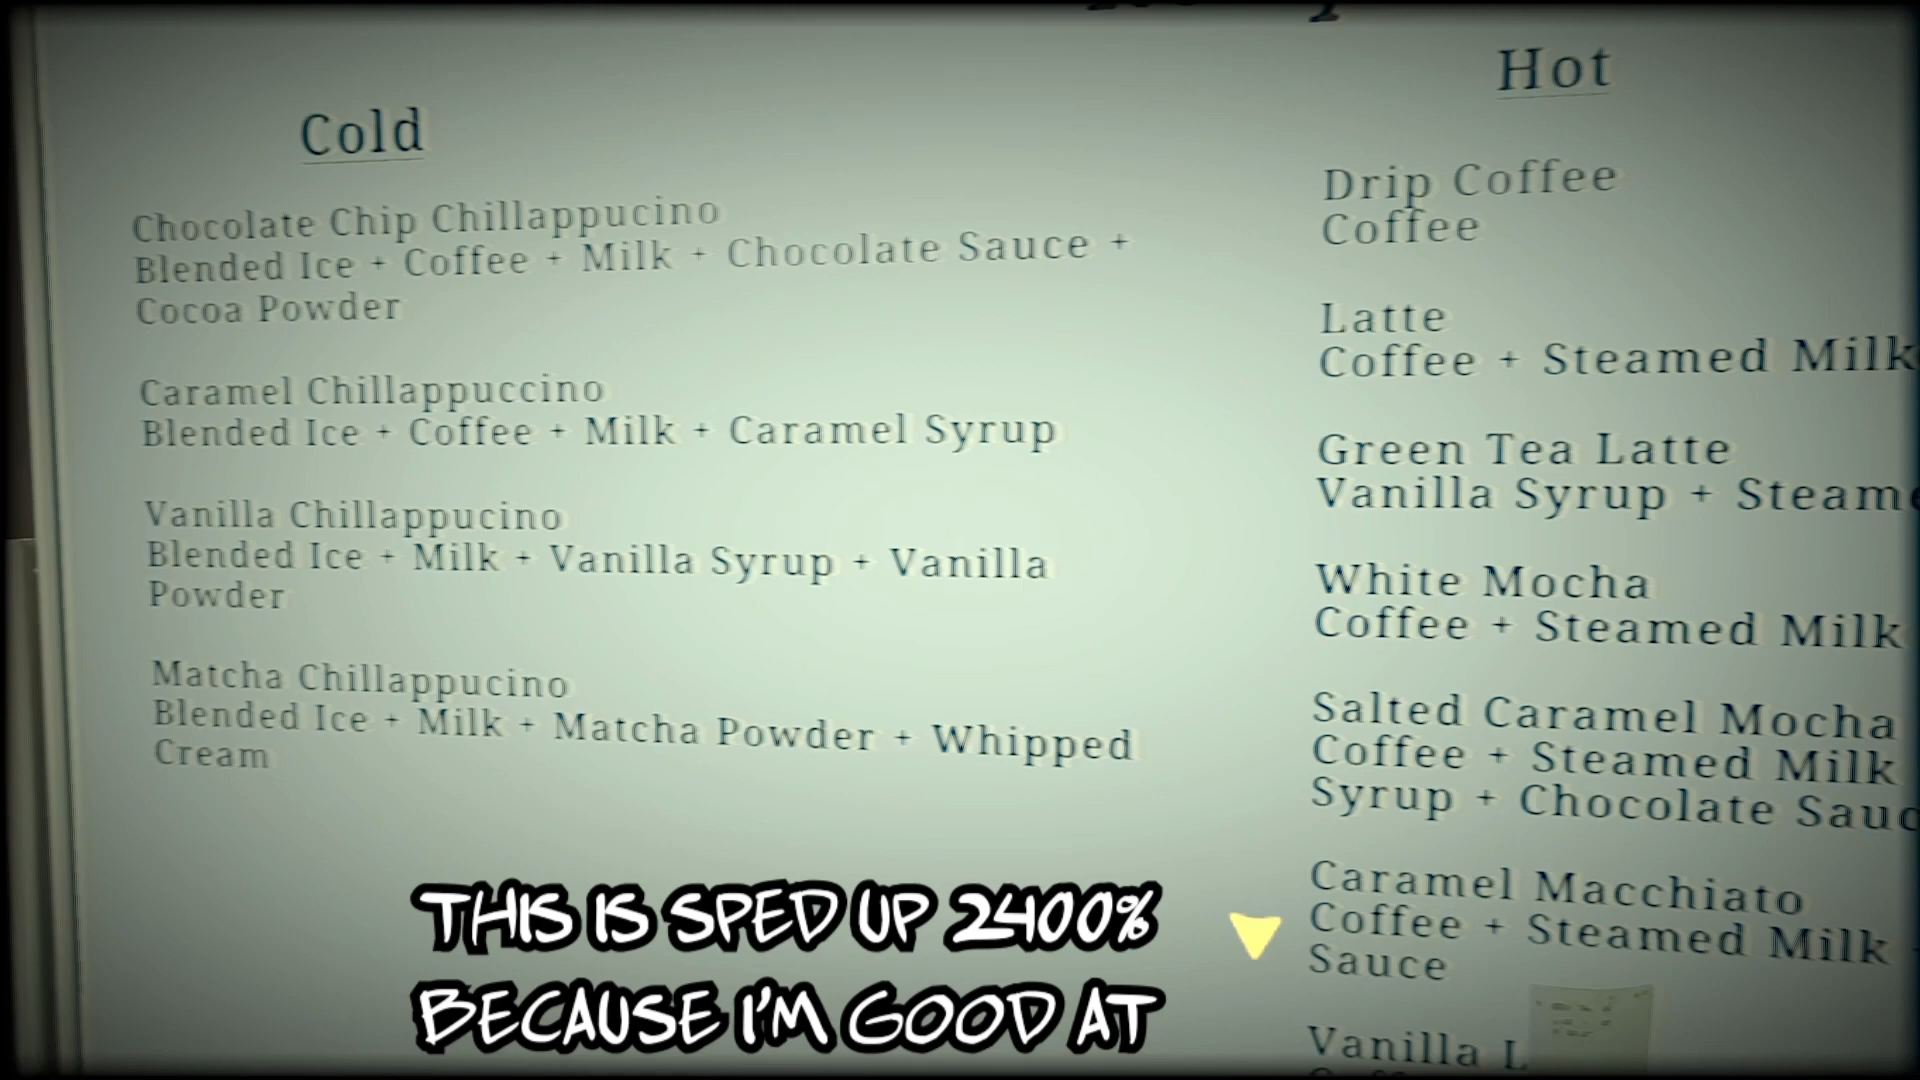 Cold
Chocolate Chip Chillappucino
Blended Ice + Coffee + Milk + Chocolate Sauce +
Cocoa Powder
Caramel Chillappuccino
Blended Ice + Coffee + Milk + Caramel Syrup
Vanilla Chillappucino
Blended Ice + Milk + Vanilla Syrup + Vanilla
Powder
Matcha Chillappucino
Blended Ice + Milk + Matcha Powder + Whipped
Cream
Hot
Drip Coffee
Coffee
Latte
Coffee + Steamed Milk
Green Tea Latte
Vanilla Syrup +
White Mocha
Coffee + Steamed Milk
Salted Caramel Mocha
Coffee + Steamed Milk
Syrup + Chocolate
Caramel Macchiato
Coffee + Steamed Milk
Sauce
Vanilla
THIS IS SPED UP 2400%
BECAUSE I'M GOOD AT